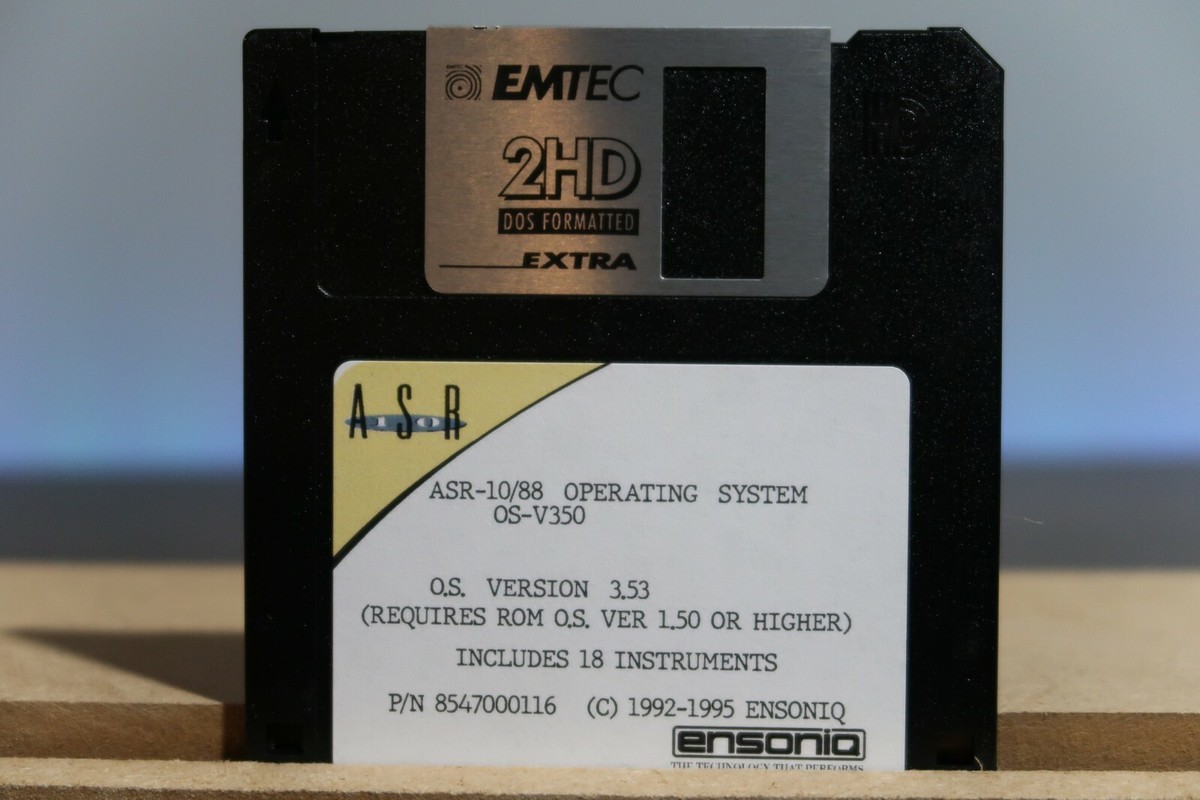 EMTEC
2HD
DOS FORMATTED
EXTRA
HD
ASR
10
ASR-10/88 OPERATING SYSTEM
OS-V350
O.S. VERSION 3.53
(REQUIRES ROM O.S. VER 1.50 OR HIGHER)
INCLUDES 18 INSTRUMENTS
P/N 8547000116 (C) 1992-1995 ENSONIQ
ensoniq
THE TECHNOLOGY THAT PERFORMS